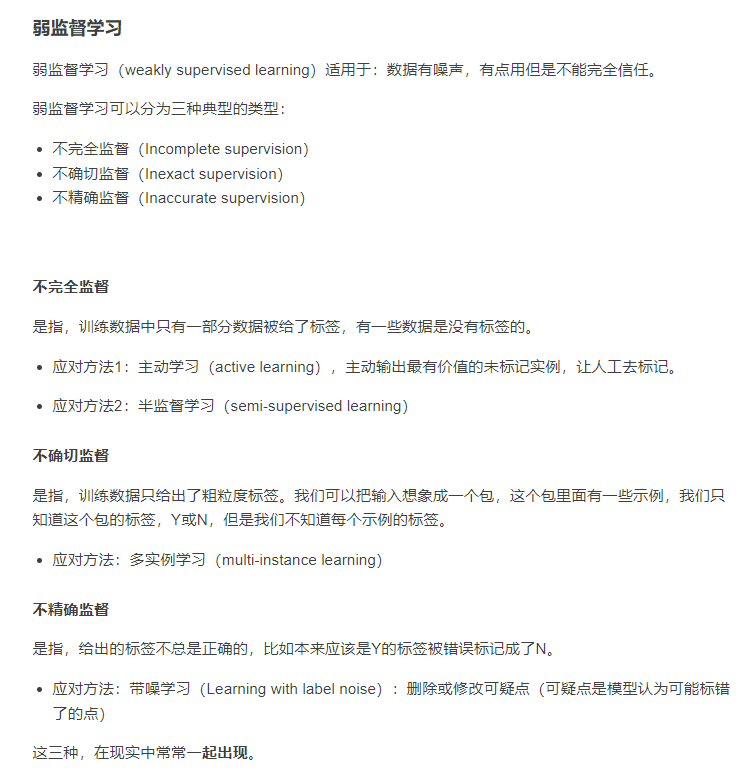 弱监督学习
弱监督学习（weakly supervised learning）适用于：数据有噪声，有点用但是不能完全信任。
弱监督学习可以分为三种典型的类型：
• 不完全监督（Incomplete supervision）
• 不确切监督（Inexact supervision）
• 不精确监督（Inaccurate supervision）
不完全监督
是指，训练数据中只有一部分数据被给了标签，有一些数据是没有标签的。
• 应对方法1：主动学习（active learning），主动输出最有价值的未标记实例，让人工去标记。
• 应对方法2：半监督学习（semi-supervised learning）
不确切监督
是指，训练数据只给出了粗粒度标签。我们可以把输入想象成一个包，这个包里面有一些示例，我们只
知道这个包的标签，Y或N，但是我们不知道每个示例的标签。
• 应对方法：多实例学习（multi-instance learning）
不精确监督
是指，给出的标签不总是正确的，比如本来应该是Y的标签被错误标记成了N。
• 应对方法：带噪学习（Learning with label noise）：删除或修改可疑点（可疑点是模型认为可能标错
了的点）
这三种，在现实中常常一起出现。